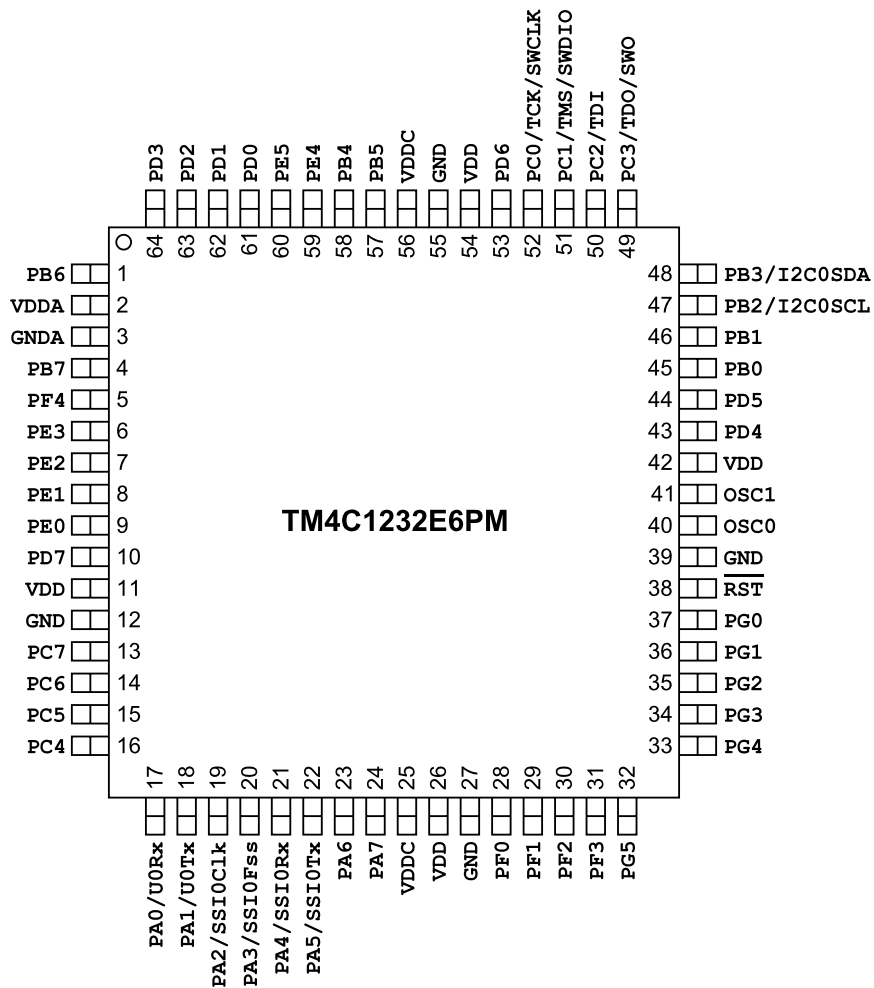 PD3 PD2 PD1 PD0 PE5 PE4 PB4 PB5 VDDC GND VDD PD6 PC0/TCK/SWCLK PC1/TMS/SWDIO PC2/TDI PC3/TDO/SWO
64 63 62 61 60 59 58 57 56 55 54 53 52 51 50 49
PB6 1 48 PB3/I2C0SDA
VDDA 2 47 PB2/I2C0SCL
GNDA 3 46 PB1
PB7 4 45 PB0
PF4 5 44 PD5
PE3 6 43 PD4
PE2 7 42 VDD
PE1 8 41 OSC1
TM4C1232E6PM
PE0 9 40 OSC0
PD7 10 39 GND
VDD 11 38 RST
GND 12 37 PG0
PC7 13 36 PG1
PC6 14 35 PG2
PC5 15 34 PG3
PC4 16 33 PG4
17 18 19 20 21 22 23 24 25 26 27 28 29 30 31 32
PA0/U0Rx PA1/U0Tx PA2/SSI0Clk PA3/SSI0Fss PA4/SSI0Rx PA5/SSI0Tx PA6 PA7 VDDC VDD GND PF0 PF1 PF2 PF3 PG5